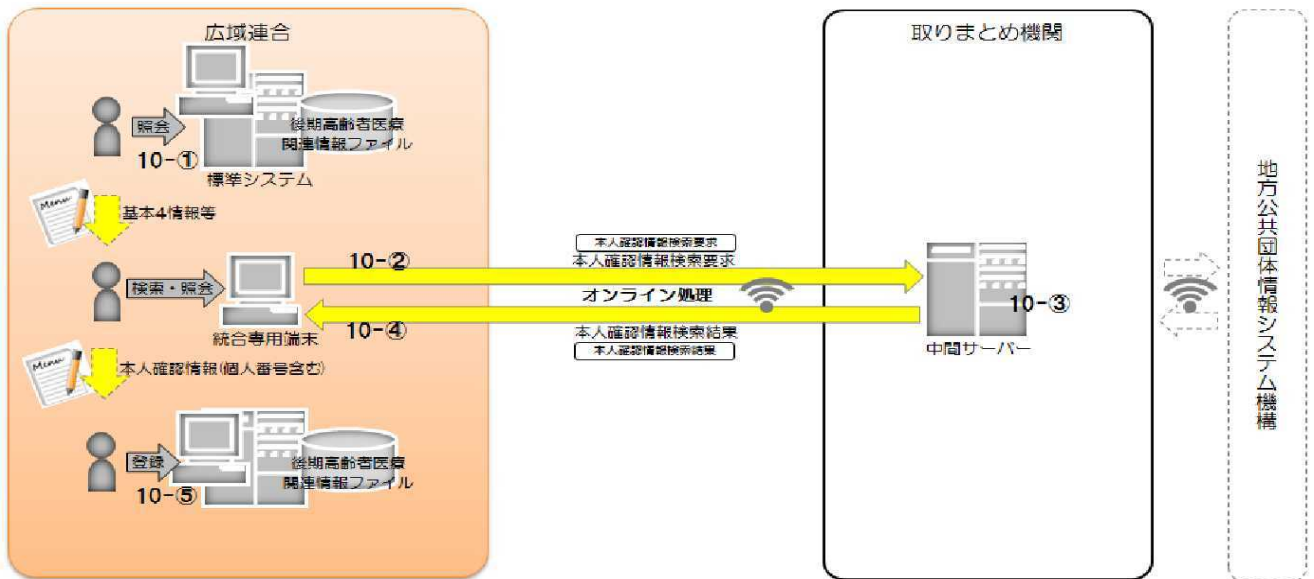 広域連合
照会
10-①
後期高齢者医療
関連情報ファイル
標準システム
Menu
基本4情報等
検索・照会
統合専用端末
Menu
本人確認情報(個人番号含む)
登録
10-⑤
後期高齢者医療
関連情報ファイル
本人確認情報検索要求
10-②
本人確認情報検索要求
オンライン処理
10-④
本人確認情報検索結果
本人確認情報検索結果
取りまとめ機関
10-③
中間サーバー
地方公共団体情報システム機構